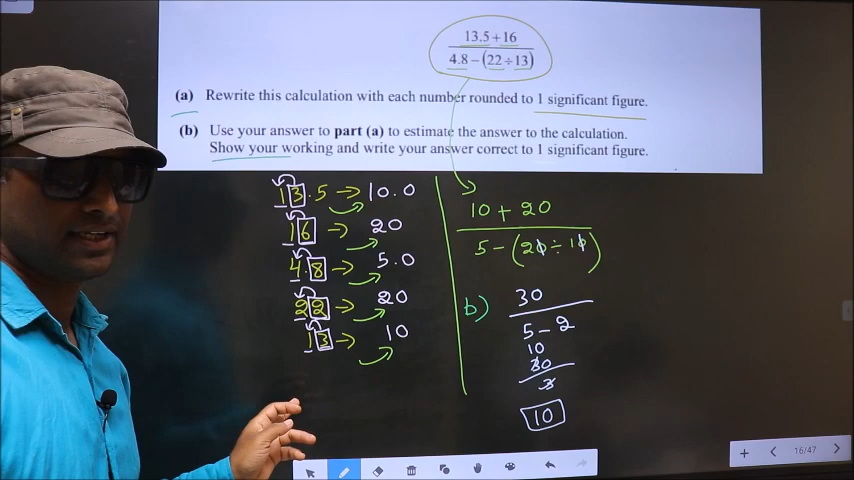 13.5 + 16
4.8 – (22 ÷ 13)
(a) Rewrite this calculation with each number rounded to 1 significant figure.
(b) Use your answer to part (a) to estimate the answer to the calculation.
Show your working and write your answer correct to 1 significant figure.
13.5 → 10.0
16 → 20
4.8 → 5.0
22 → 20
13 → 10
10 + 20
5 – (20 ÷ 10)
b) 30
5 – 2
10
30
3
10
16/47